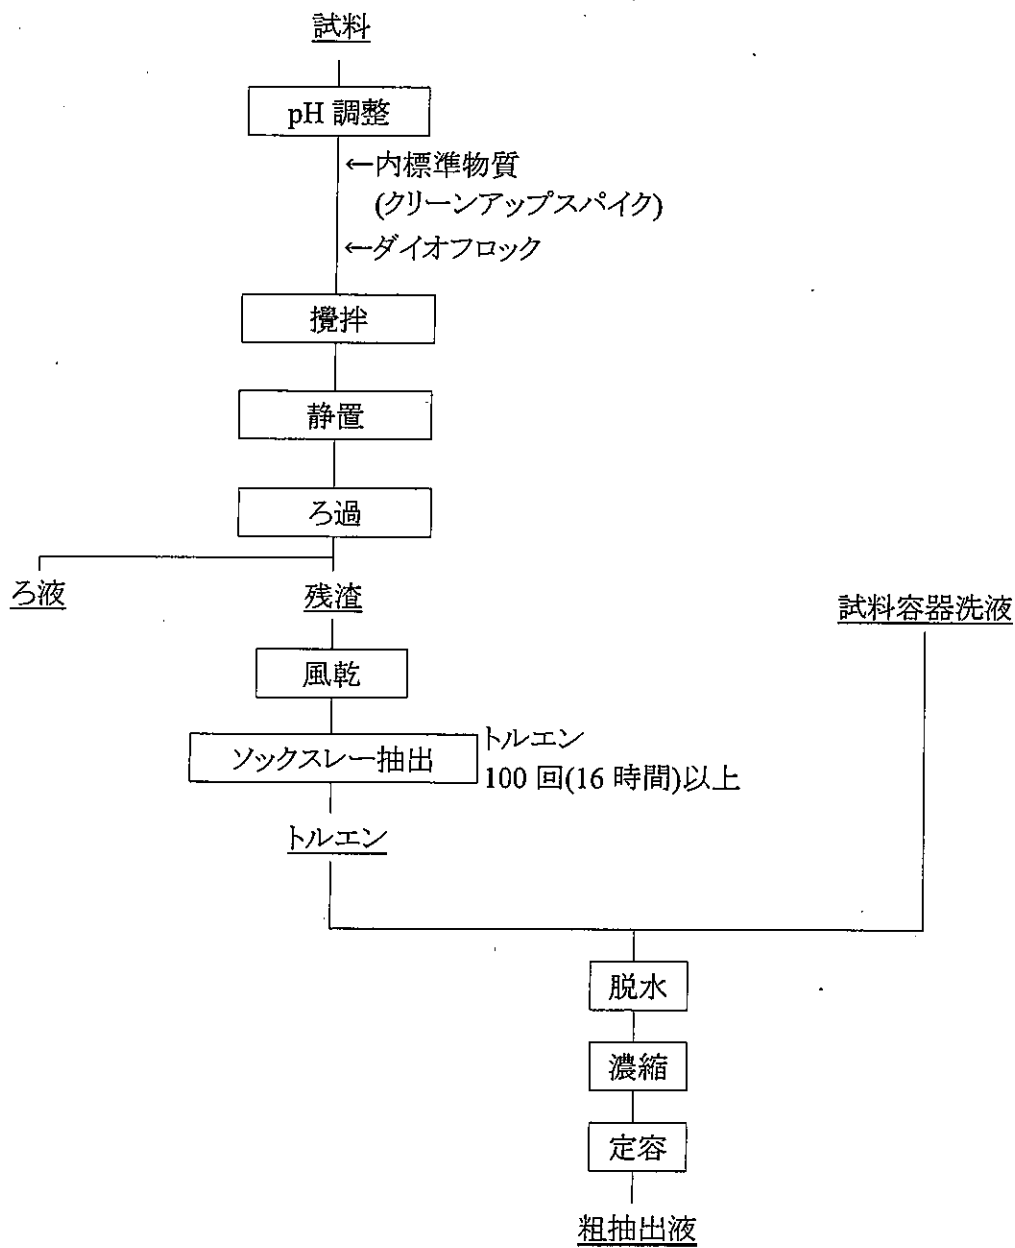 試料
pH 調整
←内標準物質
(クリーンアップスパイク)
←ダイオフロック
攪拌
静置
ろ過
ろ液
残渣
試料容器洗液
風乾
ソックスレー抽出
トルエン
100 回(16 時間)以上
トルエン
脱水
濃縮
定容
粗抽出液